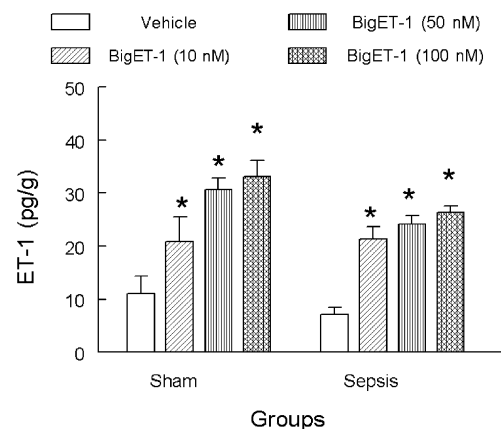 Vehicle BigET-1 (50 nM)
BigET-1 (10 nM) BigET-1 (100 nM)
50
40
30
20
10
0
ET-1 (pg/g)
* * *
* * *
Sham Sepsis
Groups